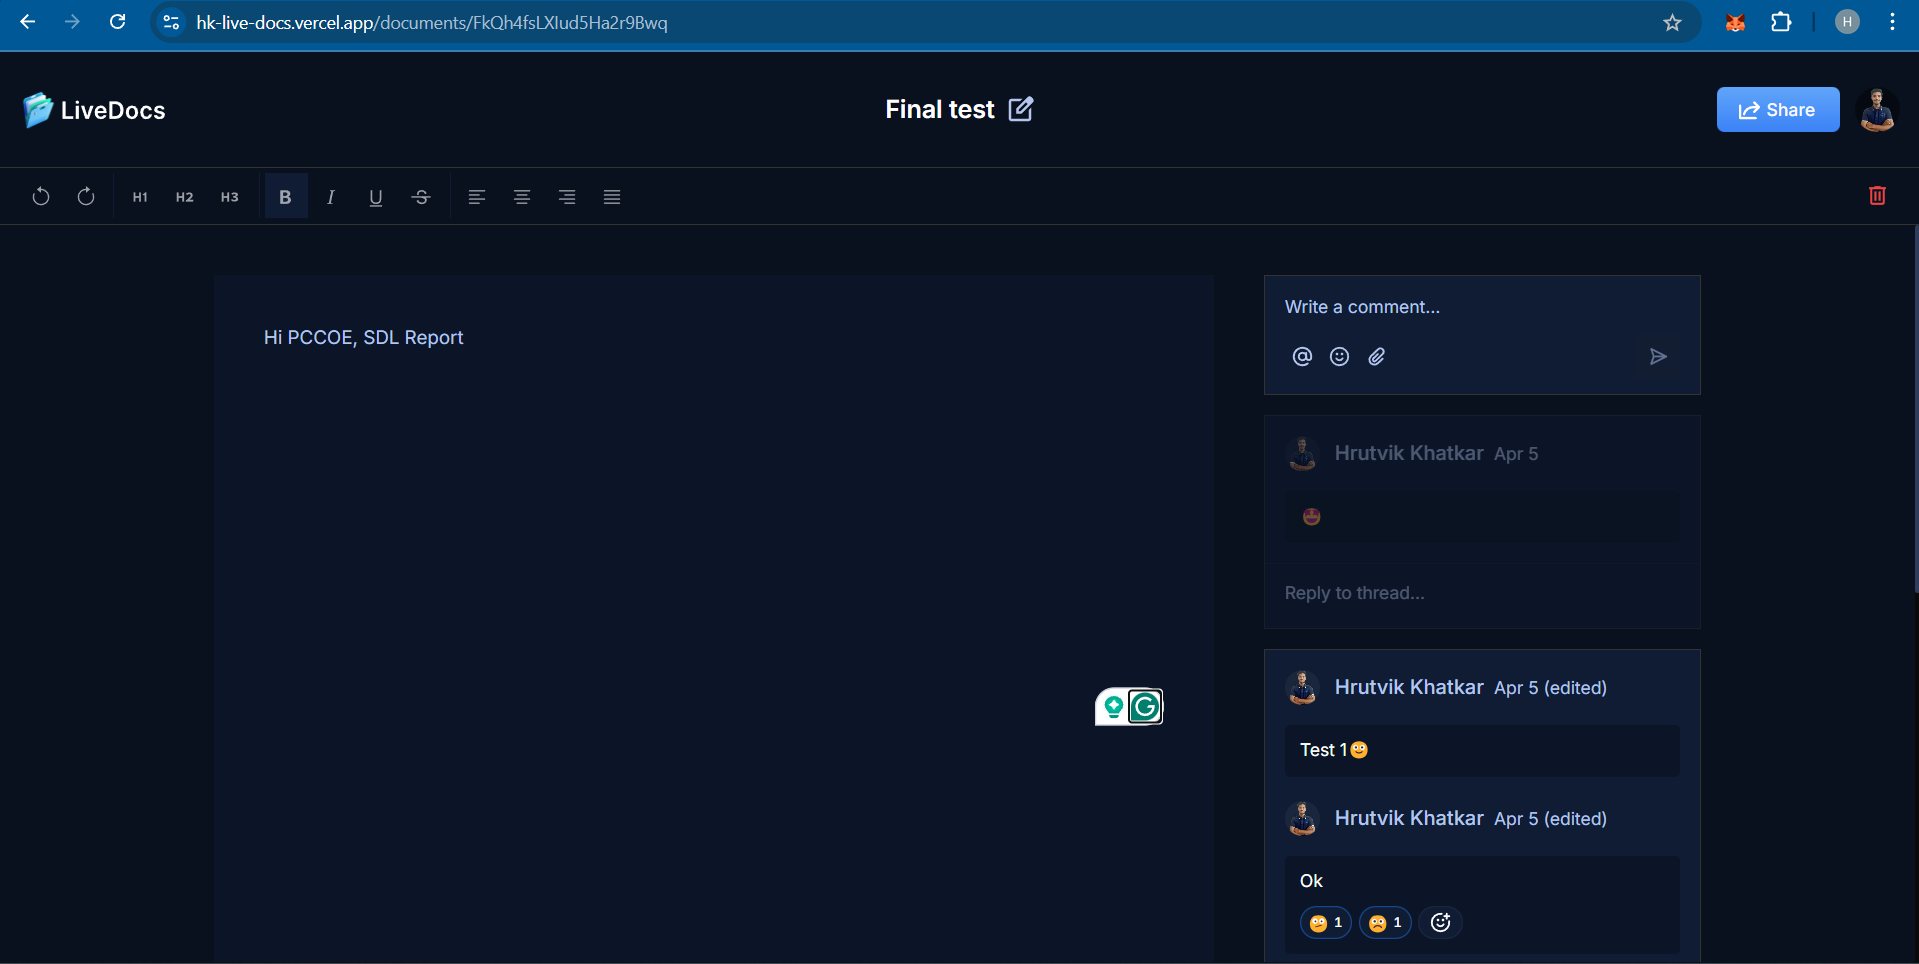 hk-live-docs.vercel.app/documents/FkQh4fsLXIud5Ha2r9Bwq
H
LiveDocs
Final test
Share
H1 H2 H3 B I U S
Hi PCCOE, SDL Report
Write a comment...
Hrutvik Khatkar Apr 5
Reply to thread...
Hrutvik Khatkar Apr 5 (edited)
Test 1
Hrutvik Khatkar Apr 5 (edited)
Ok
1 1